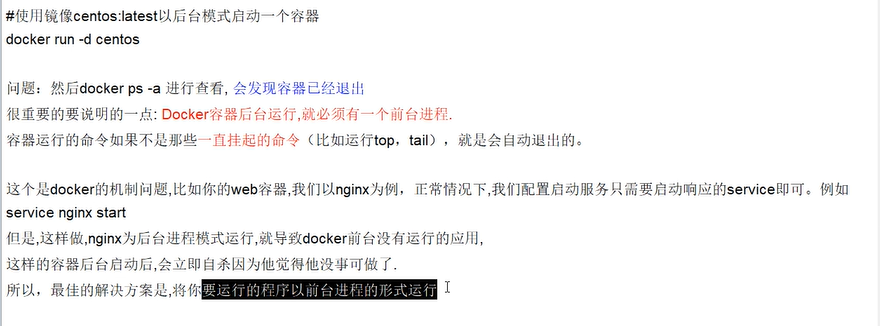 #使用镜像centos:latest以后台模式启动一个容器
docker run -d centos
问题：然后docker ps -a 进行查看, 会发现容器已经退出
很重要的要说明的一点: Docker容器后台运行,就必须有一个前台进程.
容器运行的命令如果不是那些一直挂起的命令（比如运行top，tail），就是会自动退出的。
这个是docker的机制问题,比如你的web容器,我们以nginx为例，正常情况下,我们配置启动服务只需要启动响应的service即可。例如
service nginx start
但是,这样做,nginx为后台进程模式运行,就导致docker前台没有运行的应用,
这样的容器后台启动后,会立即自杀因为他觉得他没事可做了.
所以，最佳的解决方案是,将你要运行的程序以前台进程的形式运行